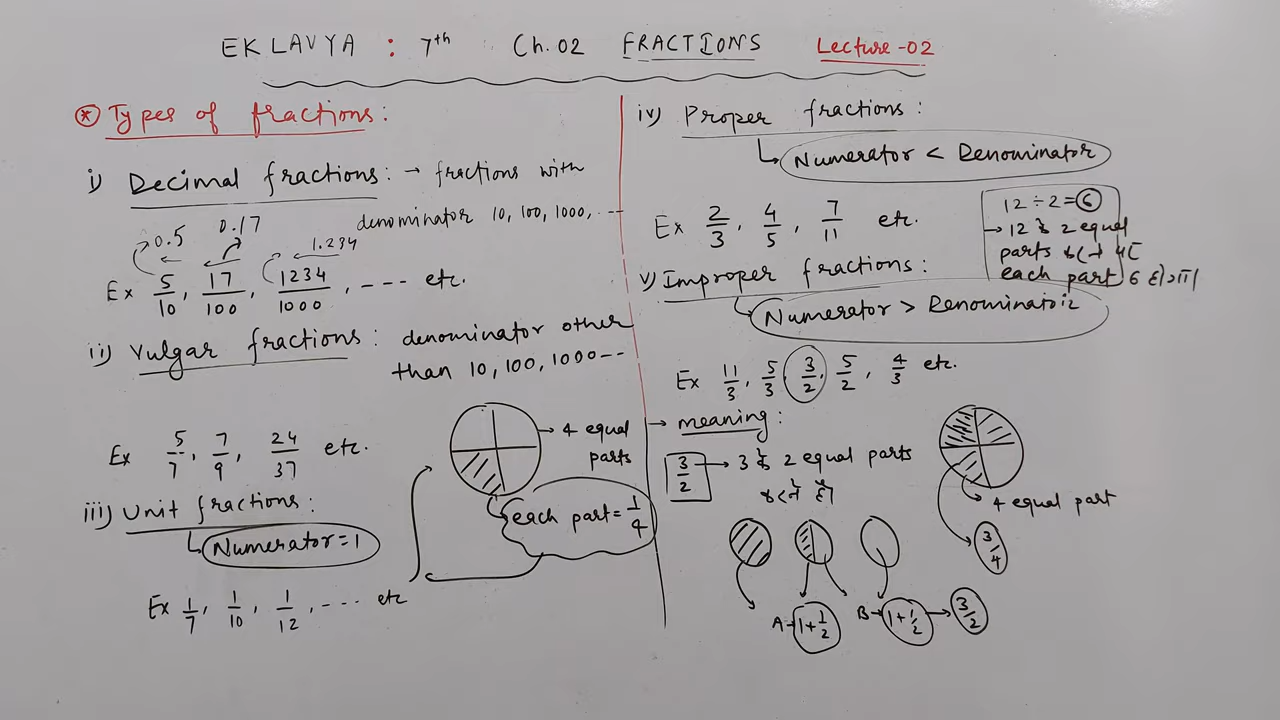 EKLAVYA : 7th Ch.02 FRACTIONS Lecture-02
* Types of fractions:
i) Decimal fractions: → fractions with
denominator 10, 100, 1000, ...
0.5 0.17 1.234
Ex 5/10, 17/100, 1234/1000, ---- etc.
ii) Vulgar fractions: denominator other
than 10, 100, 1000---
Ex 5/7, 7/9, 24/37 etc.
→ 4 equal
parts
each part = 1/4
iii) Unit fractions:
Numerator = 1
Ex 1/7, 1/10, 1/12, ---- etc
iv) Proper fractions:
Numerator < Denominator
Ex 2/3, 4/5, 7/11 etc.
12 ÷ 2 = 6
→ 12 2 equal
parts
each part 6
v) Improper fractions:
Numerator > Denominator
Ex 11/3, 5/3, 3/2, 5/2, 4/3 etc.
→ meaning:
3/2 → 3 2 equal parts
4 equal part
3/4
A → 1+1/2 B → 1+1/2 → 3/2